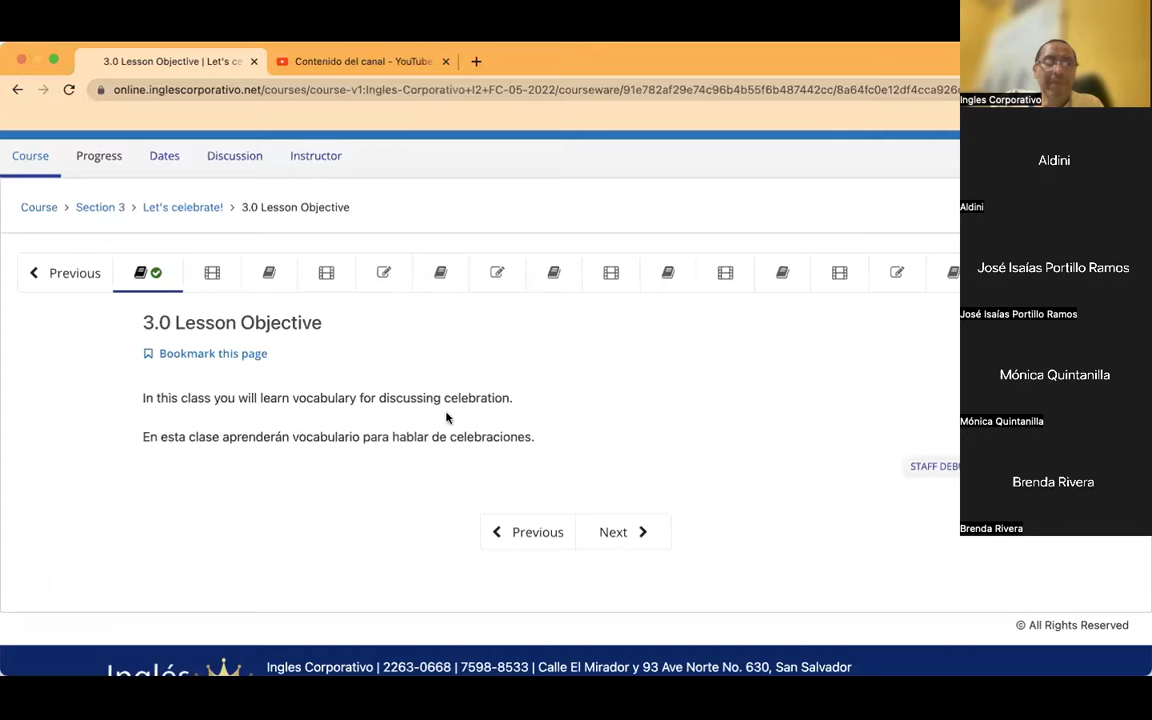 3.0 Lesson Objective | Let's ce
Contenido del canal - YouTube
online.inglescorporativo.net/courses/course-v1:Ingles-Corporativo+I2+FC-05-2022/courseware/91e782af29e74c96b4b55f6b487442cc/8a64fc0e12df4cca926c
Course
Progress
Dates
Discussion
Instructor
Course > Section 3 > Let's celebrate! > 3.0 Lesson Objective
Previous
3.0 Lesson Objective
Bookmark this page
In this class you will learn vocabulary for discussing celebration.
En esta clase aprenderán vocabulario para hablar de celebraciones.
STAFF DEBU
Previous
Next
© All Rights Reserved
Inglés
Ingles Corporativo | 2263-0668 | 7598-8533 | Calle El Mirador y 93 Ave Norte No. 630, San Salvador
Ingles Corporativo
Aldini
Aldini
José Isaías Portillo Ramos
José Isaías Portillo Ramos
Mónica Quintanilla
Mónica Quintanilla
Brenda Rivera
Brenda Rivera